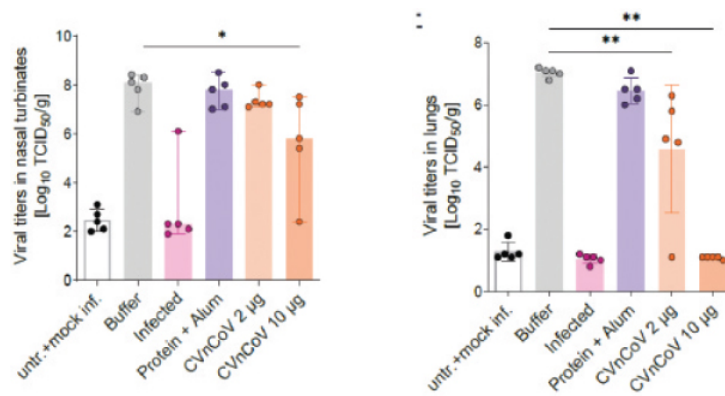 Viral titers in nasal turbinates
[Log10 TCID50/g]
10
8
6
4
2
0
*
untr.+mock inf.
Buffer
Infected
Protein + Alum
CVnCoV 2 µg
CVnCoV 10 µg
Viral titers in lungs
[Log10 TCID50/g]
8
6
4
2
0
**
**
untr.+mock inf.
Buffer
Infected
Protein + Alum
CVnCoV 2 µg
CVnCoV 10 µg